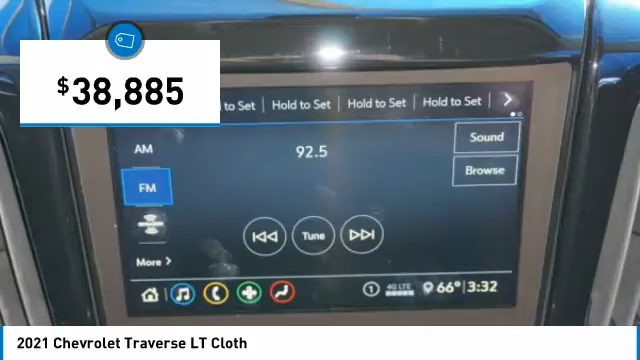 $38,885
to Set | Hold to Set | Hold to Set | Hold to Set
AM
92.5
Sound
FM
Browse
Tune
More >
1 4G LTE 66° 3:32
2021 Chevrolet Traverse LT Cloth